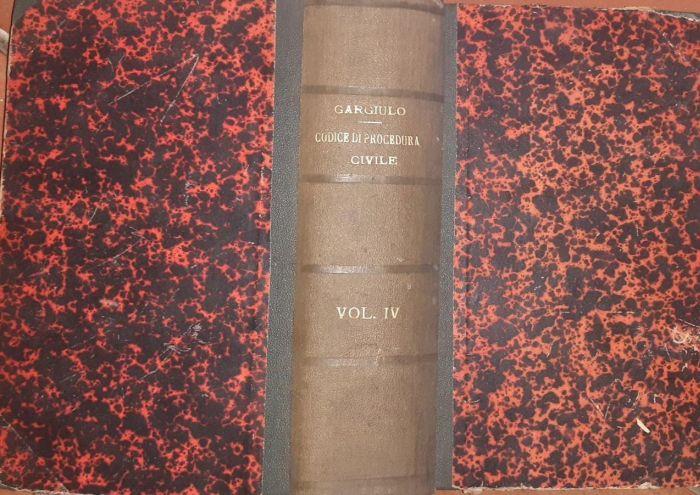 GARGIULO
CODICE DI PROCEDURA
CIVILE
VOL. IV